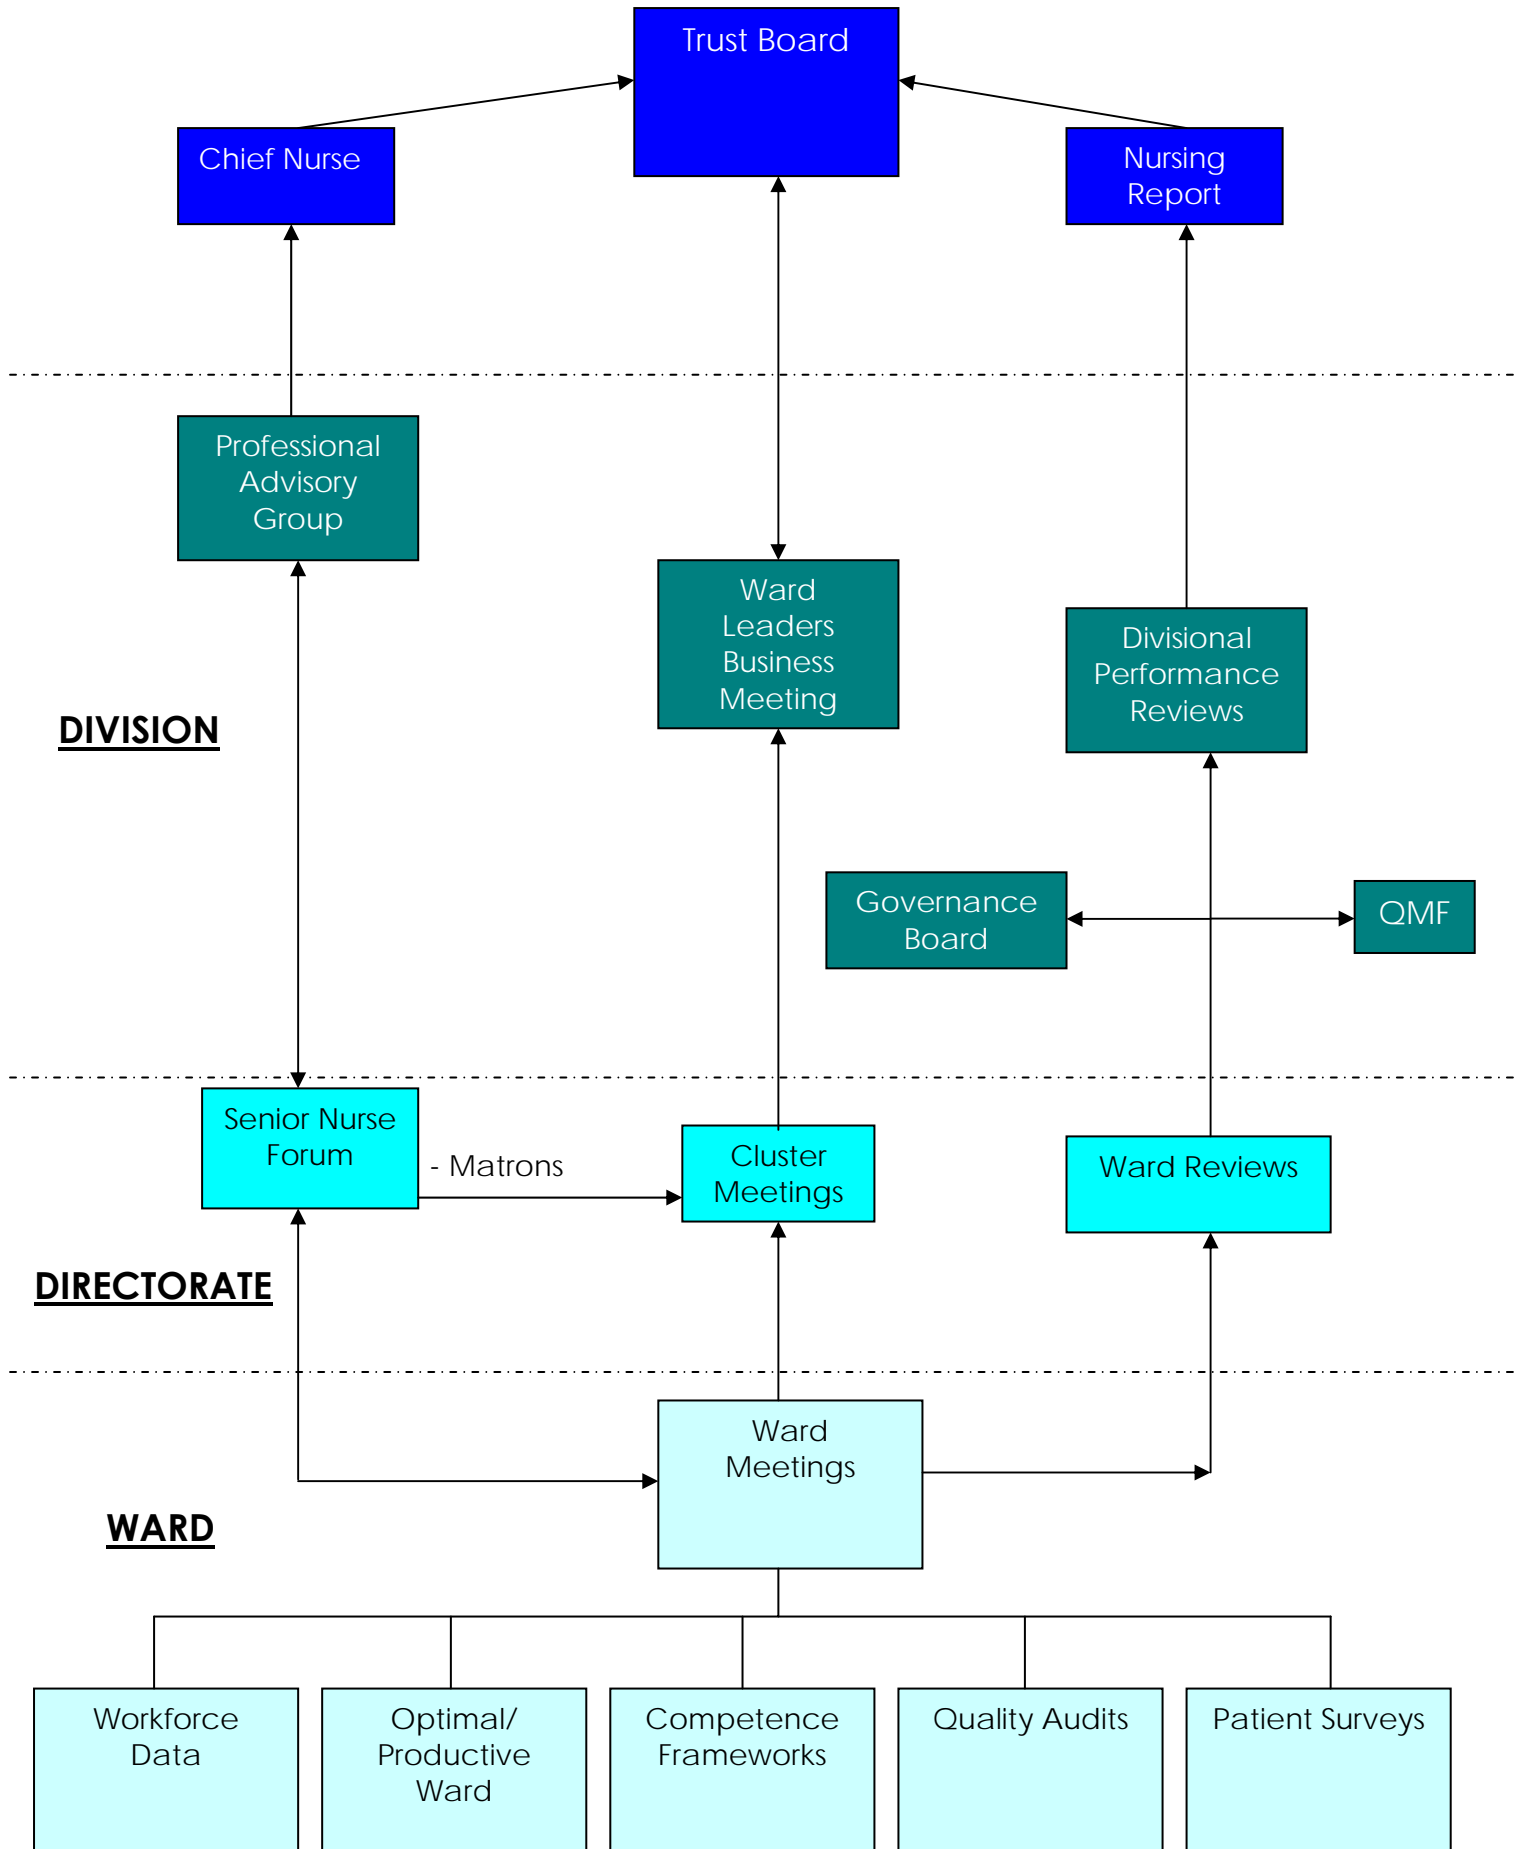 Trust Board
Chief Nurse
Nursing
Report
Professional
Advisory
Group
Ward
Leaders
Business
Meeting
Divisional
Performance
Reviews
DIVISION
Governance
Board
QMF
Senior Nurse
Forum
- Matrons
Cluster
Meetings
Ward Reviews
DIRECTORATE
Ward
Meetings
WARD
Workforce
Data
Optimal/
Productive
Ward
Competence
Frameworks
Quality Audits
Patient Surveys